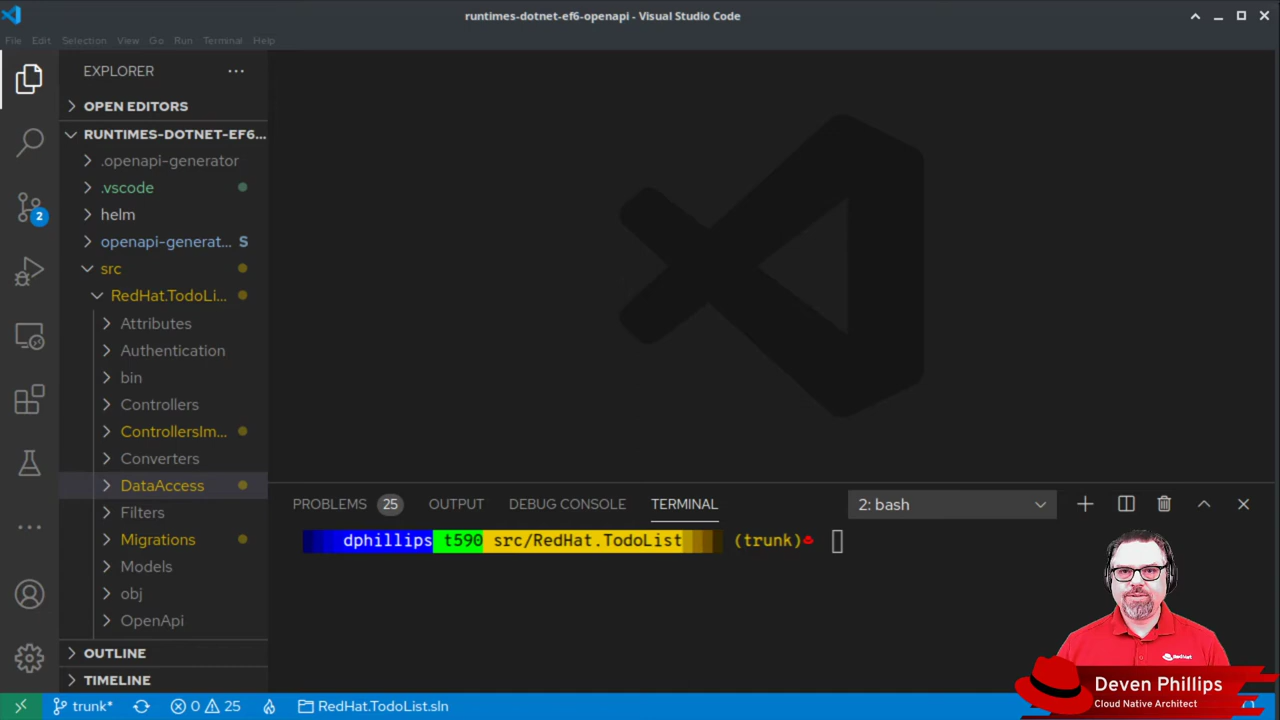 runtimes-dotnet-ef6-openapi - Visual Studio Code
File Edit Selection View Go Run Terminal Help
EXPLORER
OPEN EDITORS
RUNTIMES-DOTNET-EF6...
.openapi-generator
.vscode
helm
openapi-generat... S
src
RedHat.TodoLi...
Attributes
Authentication
bin
Controllers
ControllersIm...
Converters
DataAccess
Filters
Migrations
Models
obj
OpenApi
OUTLINE
TIMELINE
2
PROBLEMS 25 OUTPUT DEBUG CONSOLE TERMINAL 2: bash
dphillips t590 src/RedHat.TodoList (trunk)
RedHat
Deven Phillips
Cloud Native Architect
trunk* 0 25 RedHat.TodoList.sln